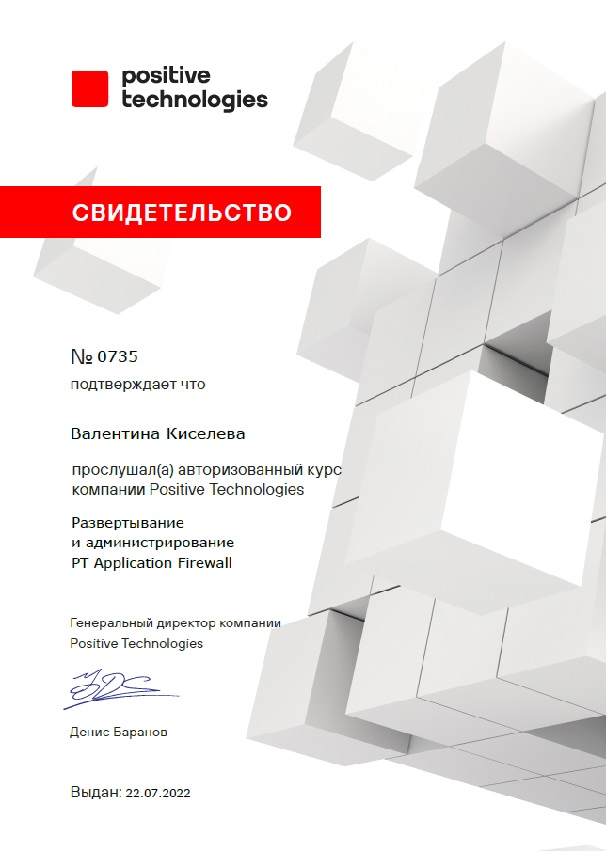 positive
technologies
СВИДЕТЕЛЬСТВО
№ 0735
подтверждает что
Валентина Киселева
прослушал(а) авторизованный курс
компании Positive Technologies
Развертывание
и администрирование
PT Application Firewall
Генеральный директор компании
Positive Technologies
Денис Баранов
Выдан: 22.07.2022